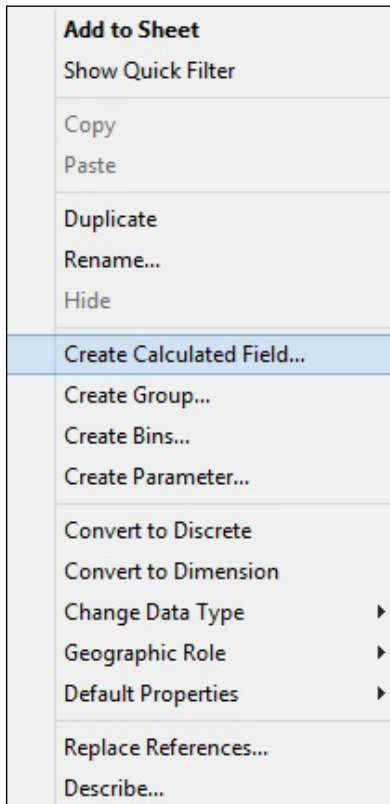 Add to Sheet
Show Quick Filter
Copy
Paste
Duplicate
Rename...
Hide
Create Calculated Field...
Create Group...
Create Bins...
Create Parameter...
Convert to Discrete
Convert to Dimension
Change Data Type
Geographic Role
Default Properties
Replace References...
Describe...